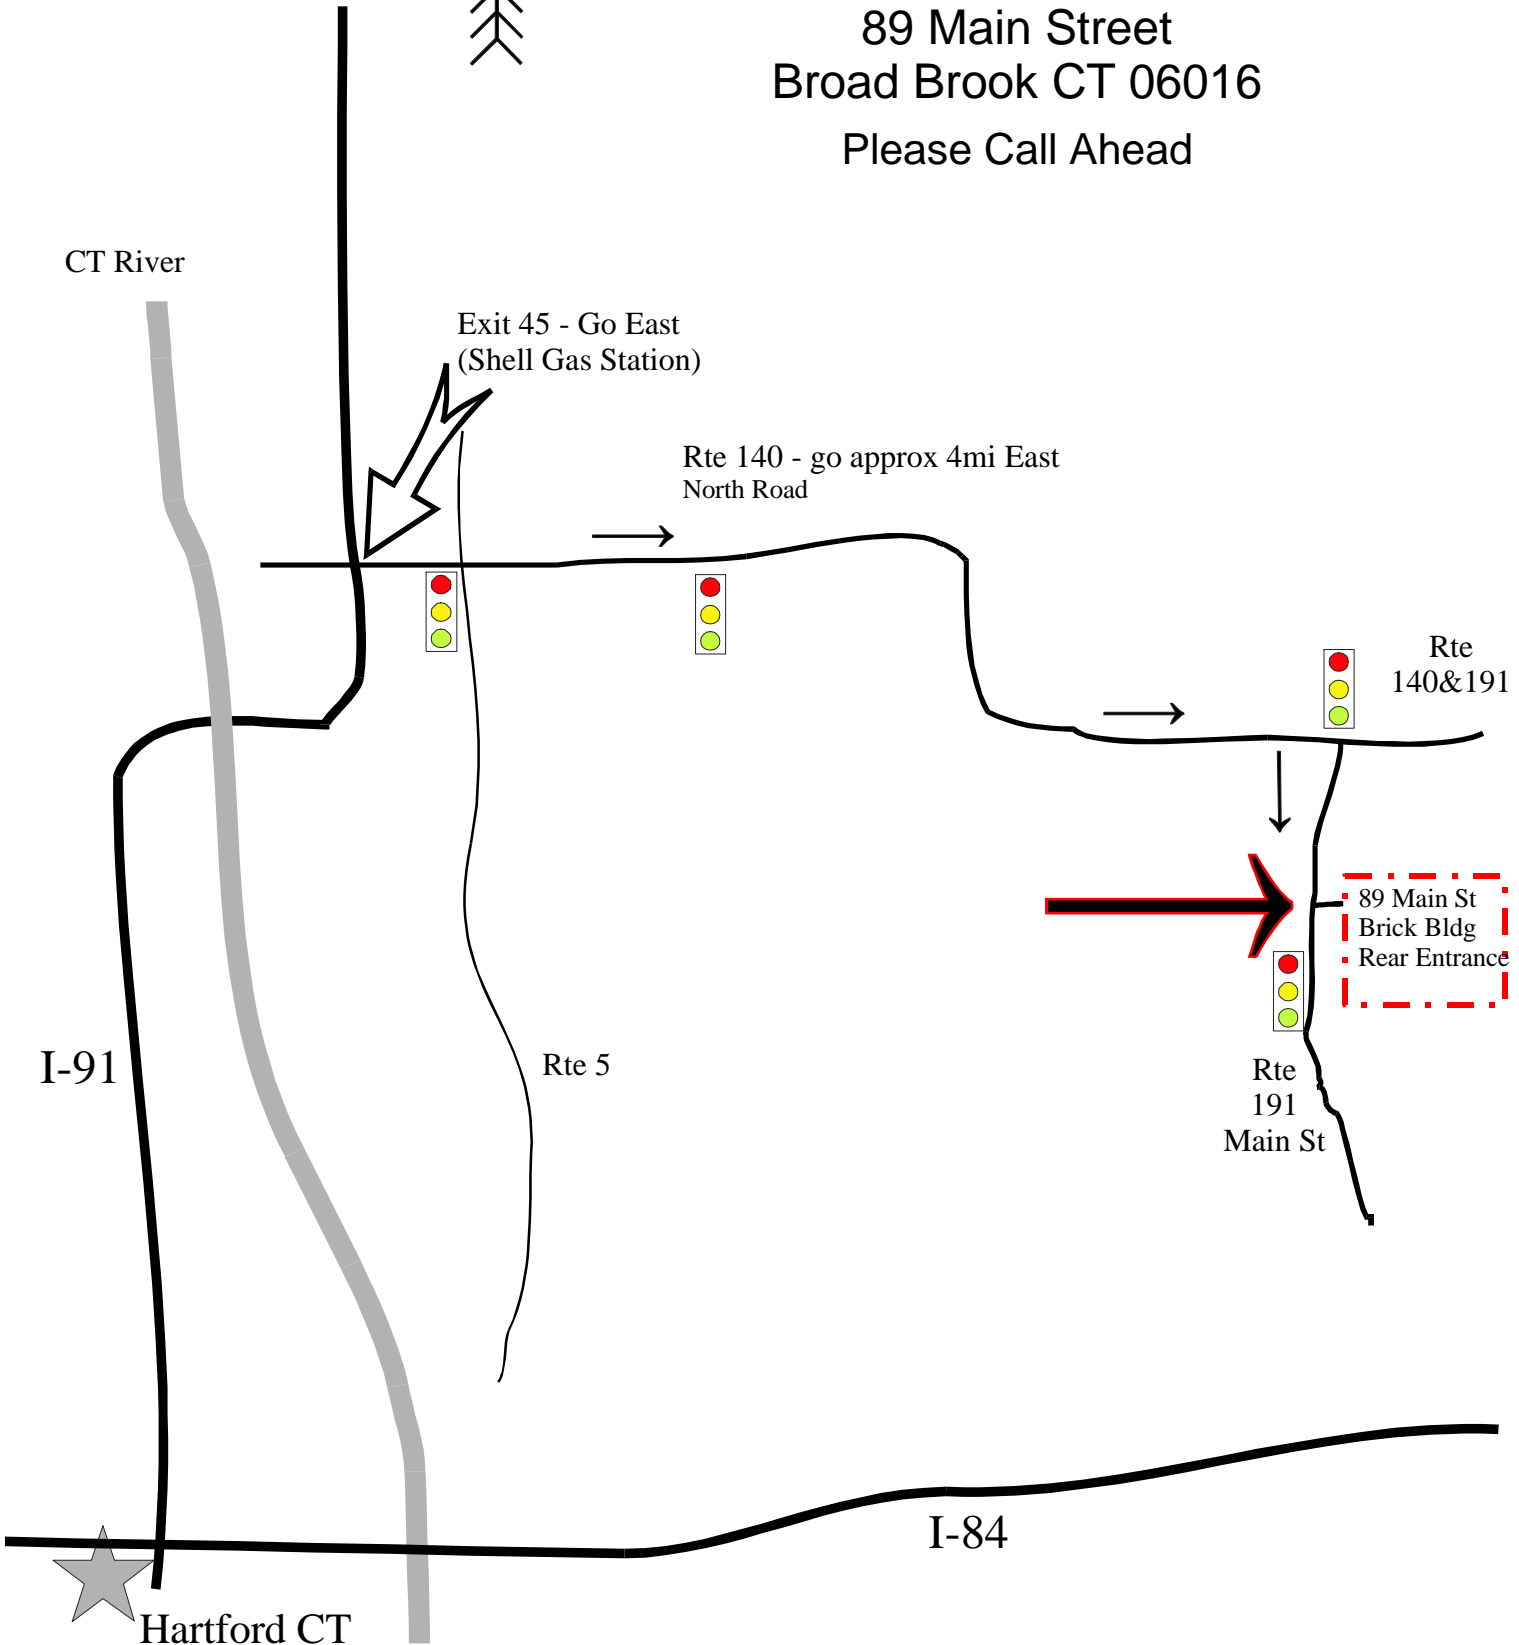 89 Main Street
Broad Brook CT 06016
Please Call Ahead
CT River
Exit 45 - Go East
(Shell Gas Station)
Rte 140 - go approx 4mi East
North Road
Rte
140&191
89 Main St
Brick Bldg
Rear Entrance
I-91
Rte 5
Rte
191
Main St
I-84
Hartford CT